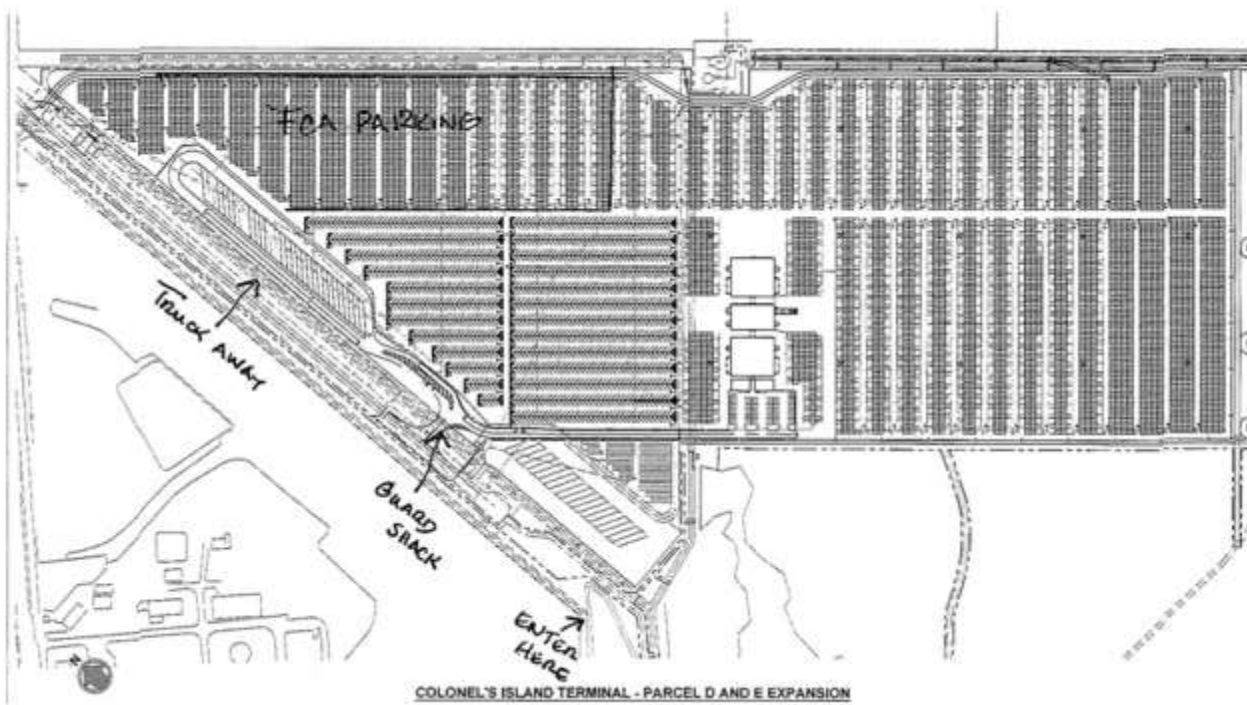 FCA PARKING
TRUCK AWAY
GUARD
SHACK
ENTER
HERE
N
COLONEL'S ISLAND TERMINAL - PARCEL D AND E EXPANSION